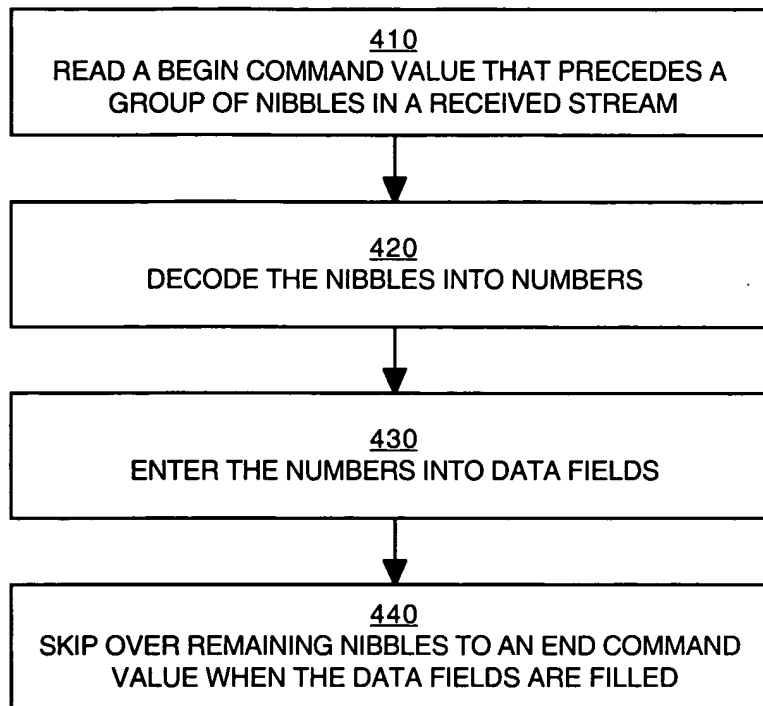 410
READ A BEGIN COMMAND VALUE THAT PRECEDES A
GROUP OF NIBBLES IN A RECEIVED STREAM
420
DECODE THE NIBBLES INTO NUMBERS
430
ENTER THE NUMBERS INTO DATA FIELDS
440
SKIP OVER REMAINING NIBBLES TO AN END COMMAND
VALUE WHEN THE DATA FIELDS ARE FILLED